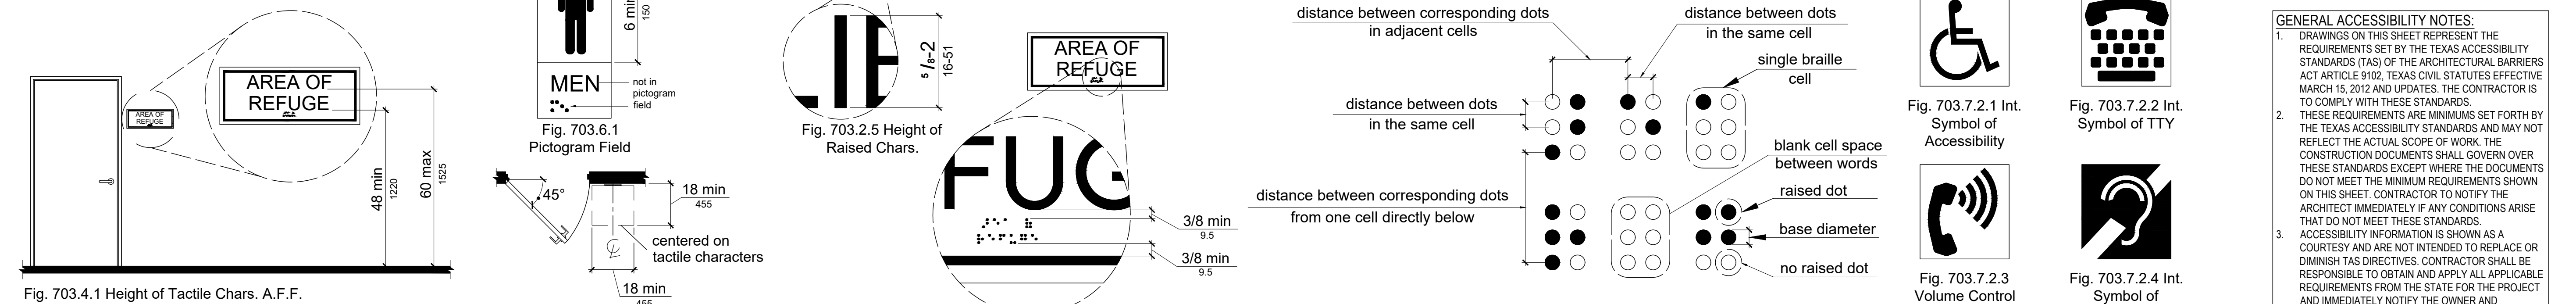 AREA OF
REFUGE
AREA OF
REFUGE
48 min
1220
60 max
1525
Fig. 703.4.1 Height of Tactile Chars. A.F.F.
6 min
150
MEN
not in
pictogram
field
Fig. 703.6.1
Pictogram Field
45°
18 min
455
CL
centered on
tactile characters
18 min
455
5/8-2
16-51
Fig. 703.2.5 Height of
Raised Chars.
AREA OF
REFUGE
FUG
3/8 min
9.5
3/8 min
9.5
distance between corresponding dots
in adjacent cells
distance between dots
in the same cell
single braille
cell
distance between dots
in the same cell
blank cell space
between words
distance between corresponding dots
from one cell directly below
raised dot
base diameter
no raised dot
Fig. 703.7.2.1 Int.
Symbol of
Accessibility
Fig. 703.7.2.2 Int.
Symbol of TTY
Fig. 703.7.2.3
Volume Control
Fig. 703.7.2.4 Int.
Symbol of
GENERAL ACCESSIBILITY NOTES:
1. DRAWINGS ON THIS SHEET REPRESENT THE
REQUIREMENTS SET BY THE TEXAS ACCESSIBILITY
STANDARDS (TAS) OF THE ARCHITECTURAL BARRIERS
ACT ARTICLE 9102, TEXAS CIVIL STATUTES EFFECTIVE
MARCH 15, 2012 AND UPDATES. THE CONTRACTOR IS
TO COMPLY WITH THESE STANDARDS.
2. THESE REQUIREMENTS ARE MINIMUMS SET FORTH BY
THE TEXAS ACCESSIBILITY STANDARDS AND MAY NOT
REFLECT THE ACTUAL SCOPE OF WORK. THE
CONSTRUCTION DOCUMENTS SHALL GOVERN OVER
THESE STANDARDS EXCEPT WHERE THE DOCUMENTS
DO NOT MEET THE MINIMUM REQUIREMENTS SHOWN
ON THIS SHEET. CONTRACTOR TO NOTIFY THE
ARCHITECT IMMEDIATELY IF ANY CONDITIONS ARISE
THAT DO NOT MEET THESE STANDARDS.
3. ACCESSIBILITY INFORMATION IS SHOWN AS A
COURTESY AND ARE NOT INTENDED TO REPLACE OR
DIMINISH TAS DIRECTIVES. CONTRACTOR SHALL BE
RESPONSIBLE TO OBTAIN AND APPLY ALL APPLICABLE
REQUIREMENTS FROM THE STATE FOR THE PROJECT
AND IMMEDIATELY NOTIFY THE OWNER AND